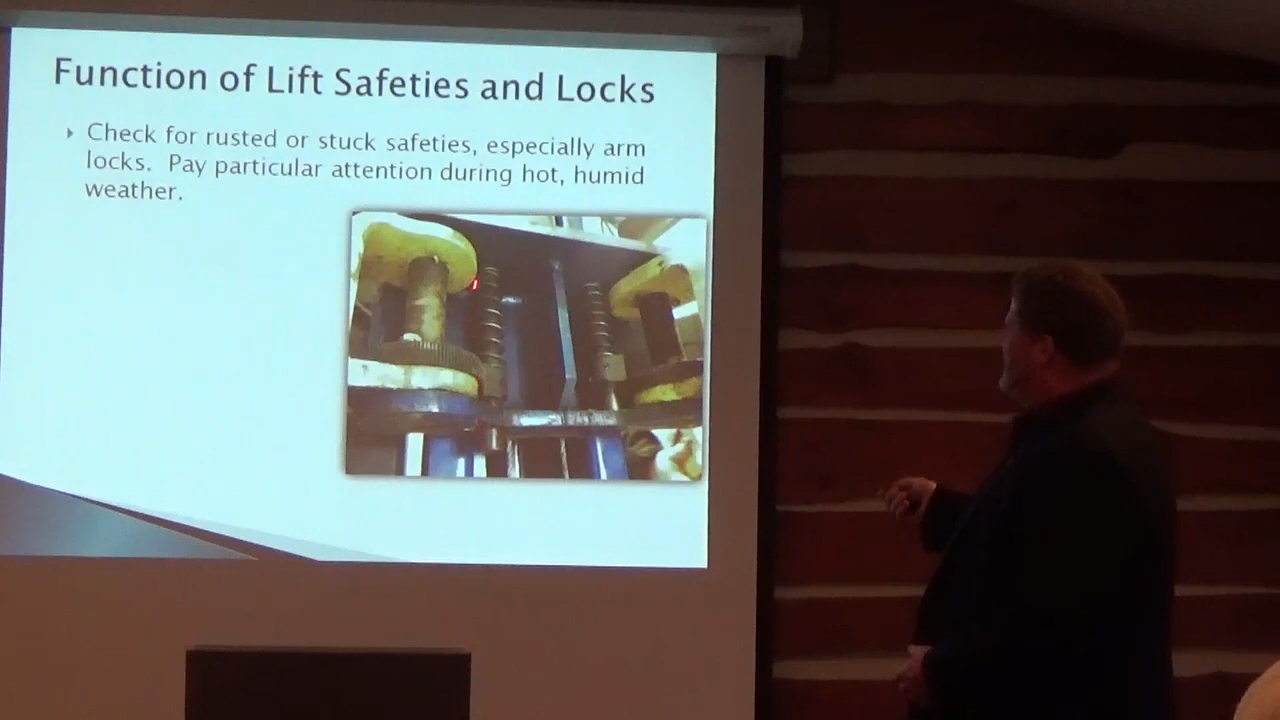 Function of Lift Safeties and Locks
Check for rusted or stuck safeties, especially arm
locks. Pay particular attention during hot, humid
weather.